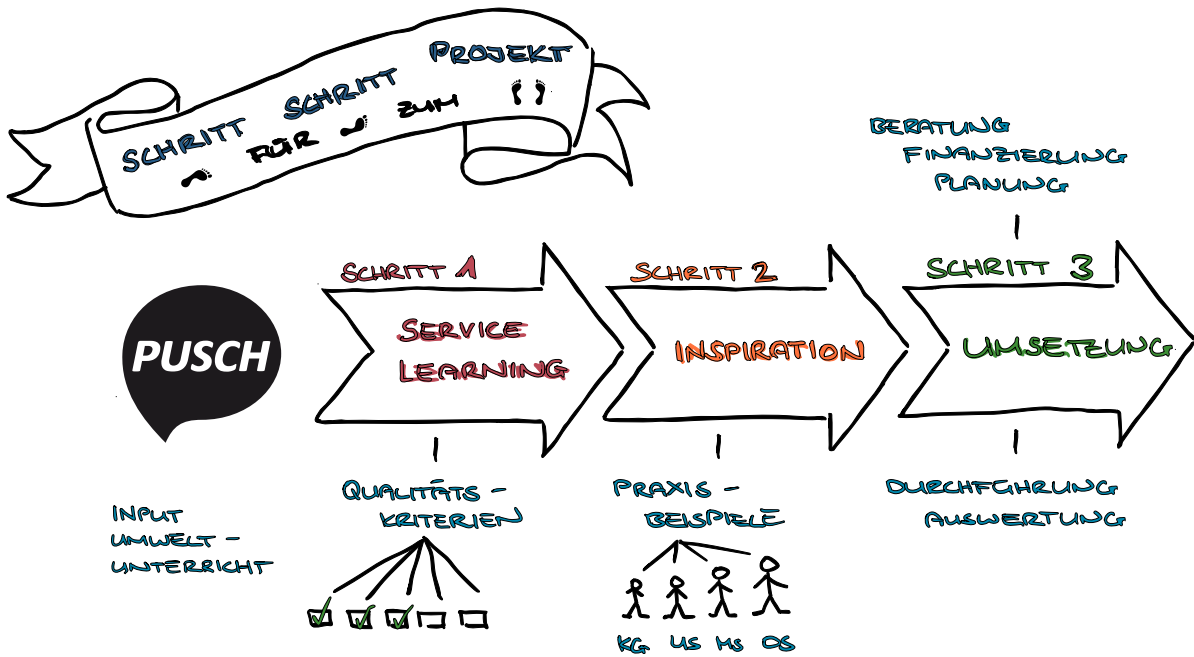 SCHRITT FÜR SCHRITT ZUM PROJEKT
BERATUNG
FINANZIERUNG
PLANUNG
SCHRITT 1
SERVICE
LEARNING
SCHRITT 2
INSPIRATION
SCHRITT 3
UMSETZUNG
PUSCH
INPUT
UMWELT-
UNTERRICHT
QUALITÄTS-
KRITERIEN
PRAXIS-
BEISPIELE
KG US MS OS
DURCHFÜHRUNG
AUSWERTUNG